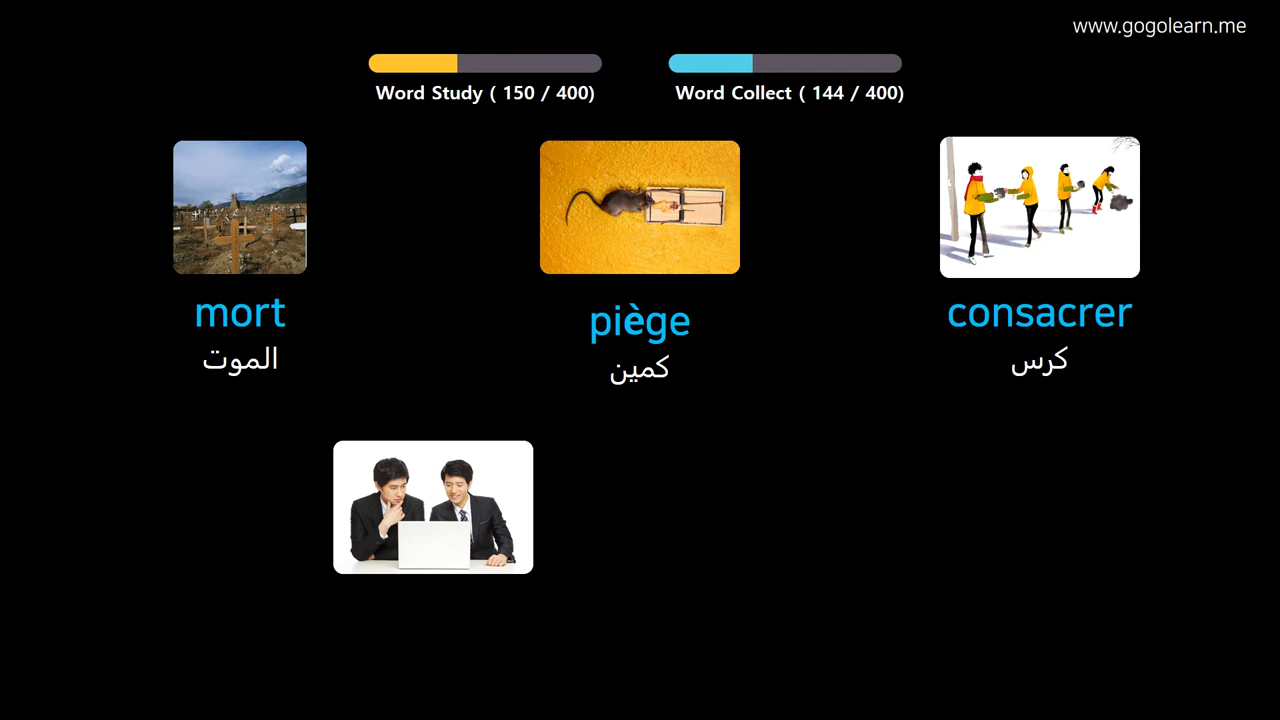 www.gogolearn.me
Word Study ( 150 / 400)
Word Collect ( 144 / 400)
mort
الموت
piège
كمين
consacrer
كرس